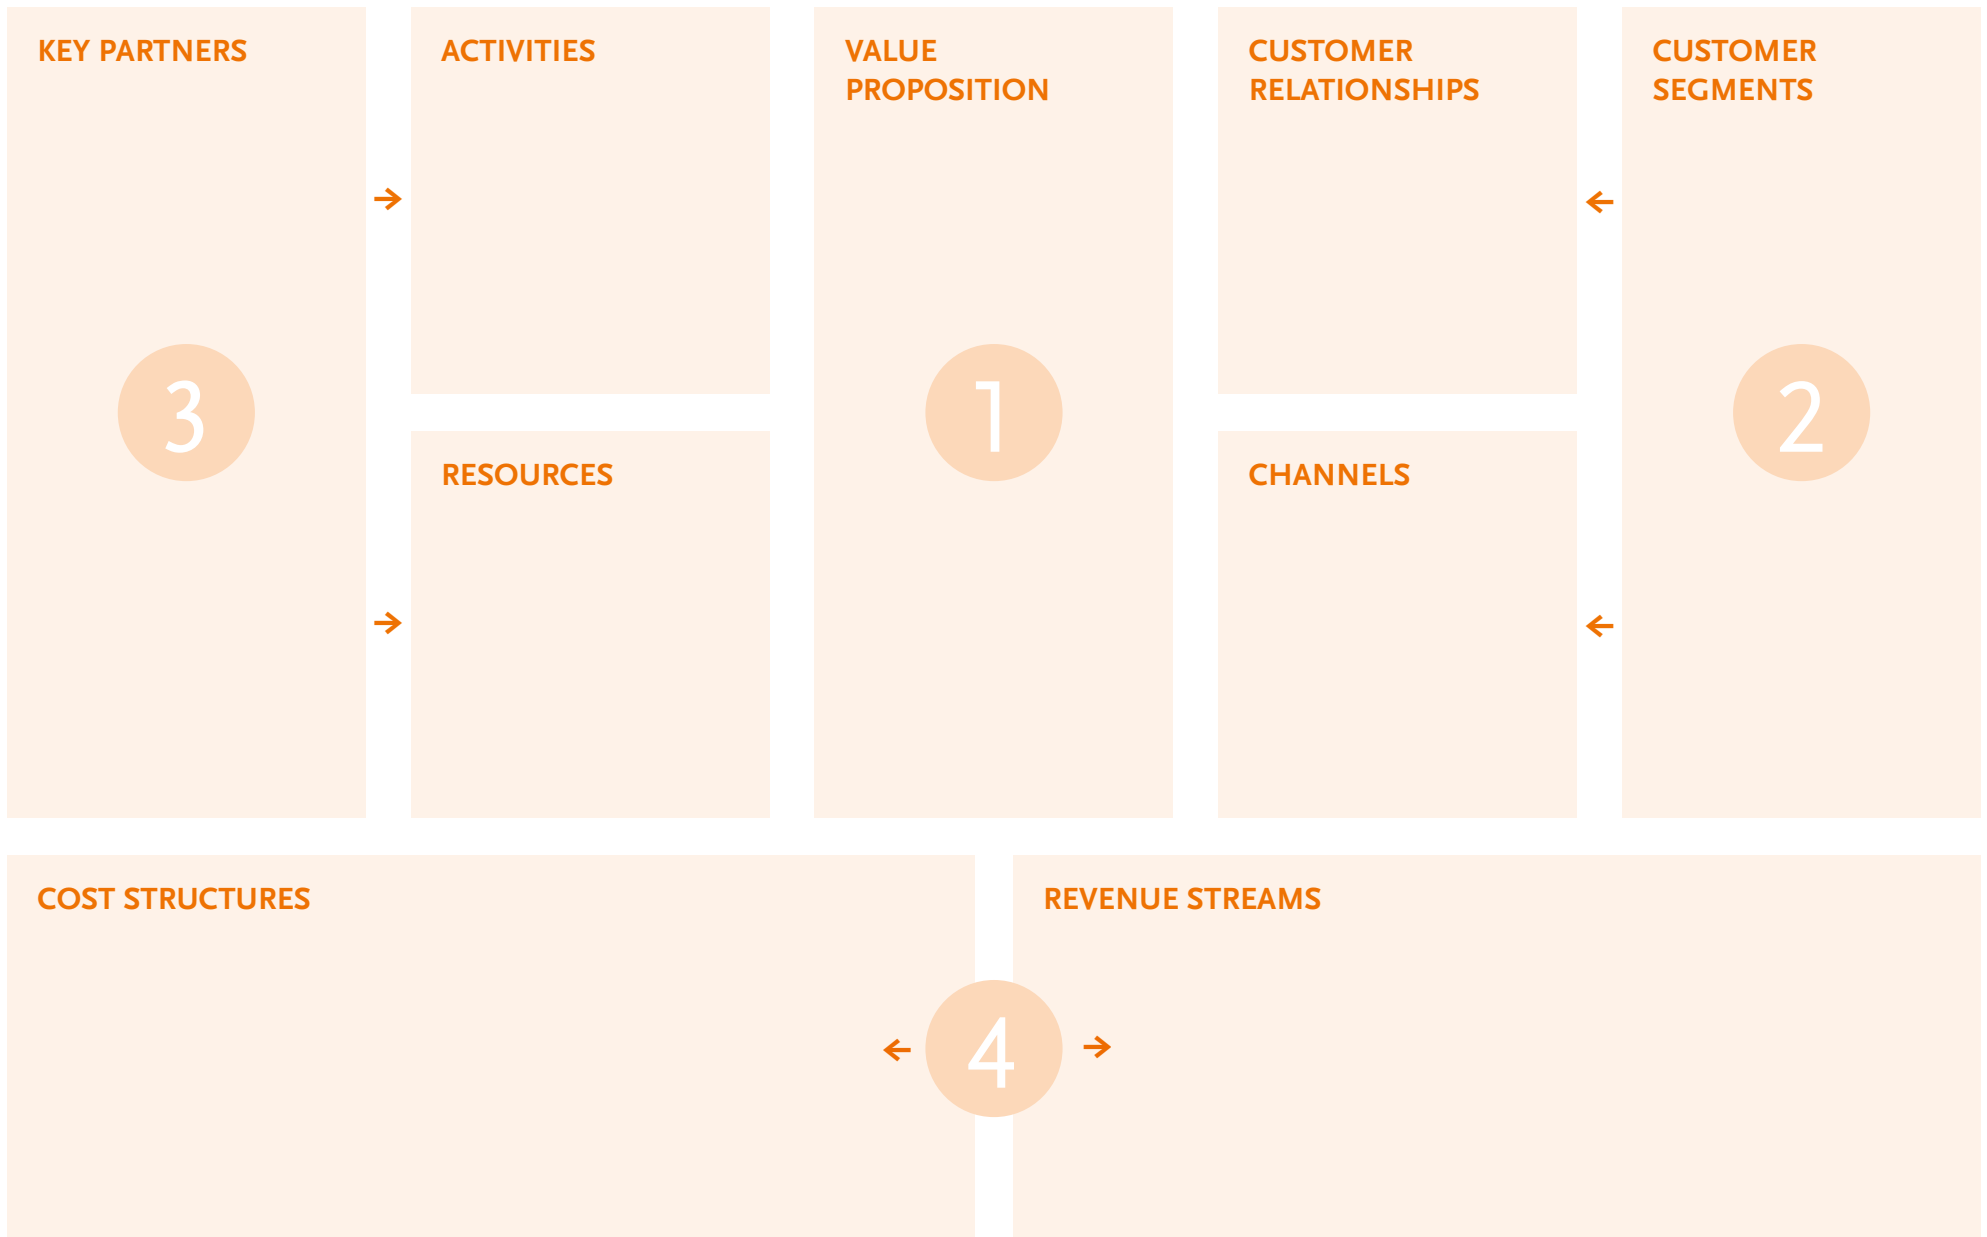 KEY PARTNERS
ACTIVITIES
VALUE
PROPOSITION
CUSTOMER
RELATIONSHIPS
CUSTOMER
SEGMENTS
3
1
2
RESOURCES
CHANNELS
COST STRUCTURES
REVENUE STREAMS
4